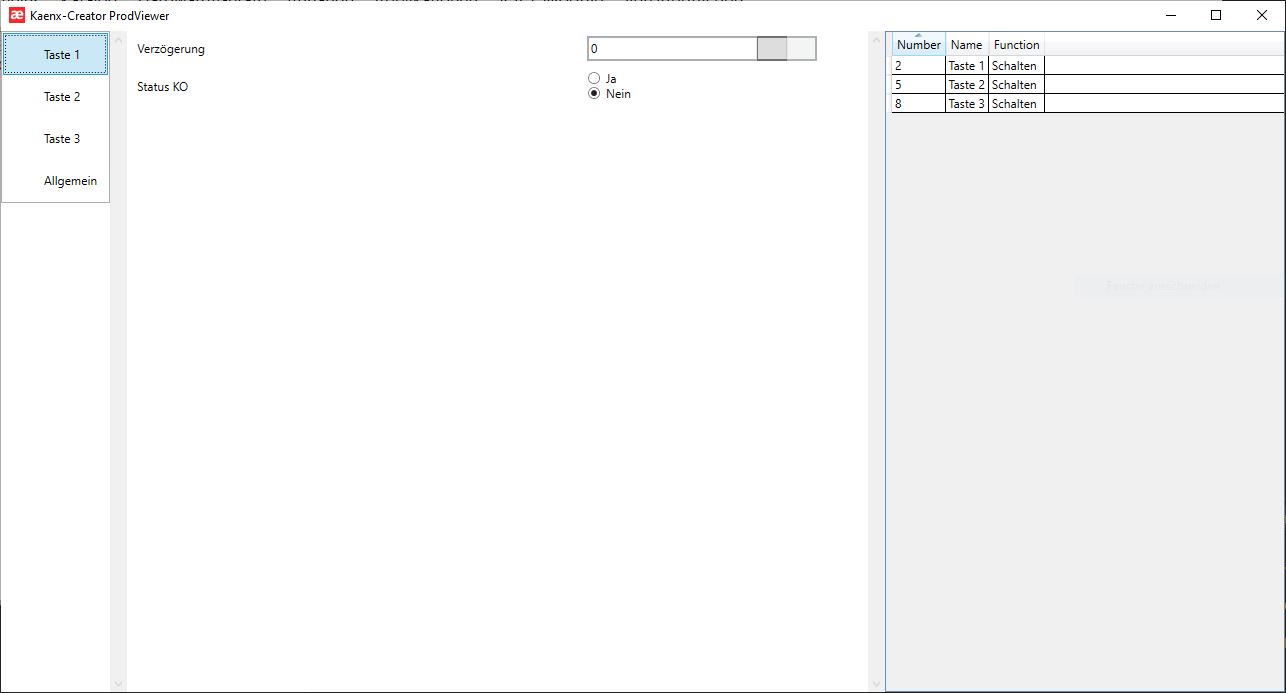 æ Kaenx-Creator ProdViewer
Taste 1
Taste 2
Taste 3
Allgemein
Verzögerung
0
Status KO
Ja
Nein
Number Name Function
2 Taste 1 Schalten
5 Taste 2 Schalten
8 Taste 3 Schalten